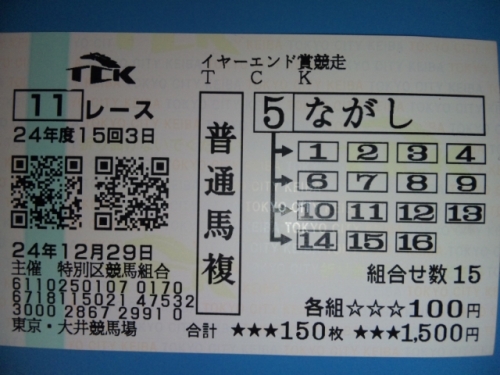 TCK
イヤーエンド賞競走
TCK
11レース
24年度15回3日
普通馬複
5 ながし
1 2 3 4
6 7 8 9
10 11 12 13
14 15 16
24年12月29日
主催 特別区競馬組合
組合せ数15
6110250107 0170
6718115021 47532
3000 2867 2991 0
各組☆☆☆100円
東京・大井競馬場
合計 ★★★150枚 ★★★1,500円